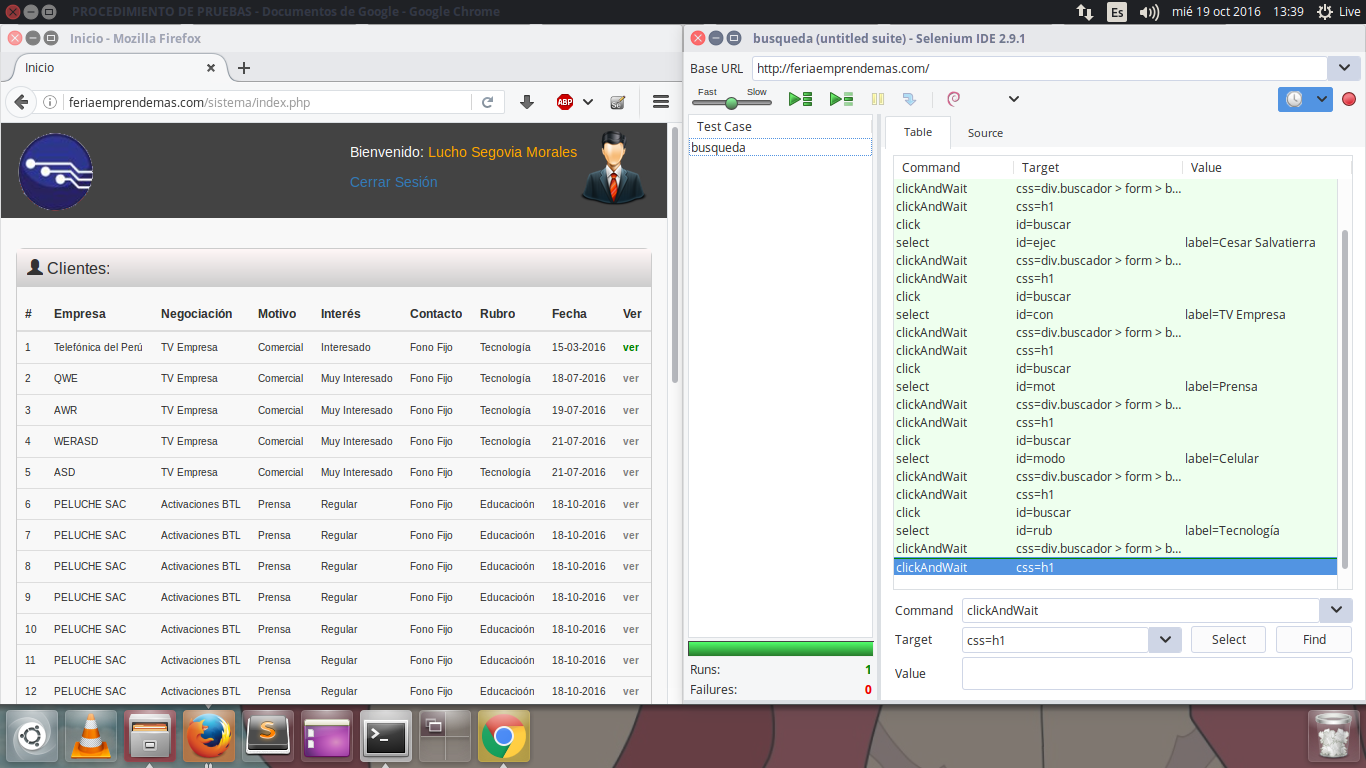 PROCEDIMIENTO DE PRUEBAS - Documentos de Google - Google Chrome
Es
mié 19 oct 2016 13:39
Live
Inicio - Mozilla Firefox
Inicio
feriaemprendemas.com/sistema/index.php
ABP
Bienvenido: Lucho Segovia Morales
Cerrar Sesión
Clientes:
# Empresa Negociación Motivo Interés Contacto Rubro Fecha Ver
1 Telefónica del Perú TV Empresa Comercial Interesado Fono Fijo Tecnología 15-03-2016 ver
2 QWE TV Empresa Comercial Muy Interesado Fono Fijo Tecnología 18-07-2016 ver
3 AWR TV Empresa Comercial Muy Interesado Fono Fijo Tecnología 19-07-2016 ver
4 WERASD TV Empresa Comercial Muy Interesado Fono Fijo Tecnología 21-07-2016 ver
5 ASD TV Empresa Comercial Muy Interesado Fono Fijo Tecnología 21-07-2016 ver
6 PELUCHE SAC Activaciones BTL Prensa Regular Fono Fijo Educacioón 18-10-2016 ver
7 PELUCHE SAC Activaciones BTL Prensa Regular Fono Fijo Educacioón 18-10-2016 ver
8 PELUCHE SAC Activaciones BTL Prensa Regular Fono Fijo Educacioón 18-10-2016 ver
9 PELUCHE SAC Activaciones BTL Prensa Regular Fono Fijo Educacioón 18-10-2016 ver
10 PELUCHE SAC Activaciones BTL Prensa Regular Fono Fijo Educacioón 18-10-2016 ver
11 PELUCHE SAC Activaciones BTL Prensa Regular Fono Fijo Educacioón 18-10-2016 ver
12 PELUCHE SAC Activaciones BTL Prensa Regular Fono Fijo Educacioón 18-10-2016 ver
busqueda (untitled suite) - Selenium IDE 2.9.1
Base URL http://feriaemprendemas.com/
Fast Slow
Test Case
busqueda
Table Source
Command Target Value
clickAndWait css=div.buscador > form > b...
clickAndWait css=h1
click id=buscar
select id=ejec label=Cesar Salvatierra
clickAndWait css=div.buscador > form > b...
clickAndWait css=h1
click id=buscar
select id=con label=TV Empresa
clickAndWait css=div.buscador > form > b...
clickAndWait css=h1
click id=buscar
select id=mot label=Prensa
clickAndWait css=div.buscador > form > b...
clickAndWait css=h1
click id=buscar
select id=modo label=Celular
clickAndWait css=div.buscador > form > b...
clickAndWait css=h1
click id=buscar
select id=rub label=Tecnología
clickAndWait css=div.buscador > form > b...
clickAndWait css=h1
Command clickAndWait
Target css=h1 Select Find
Value
Runs: 1
Failures: 0